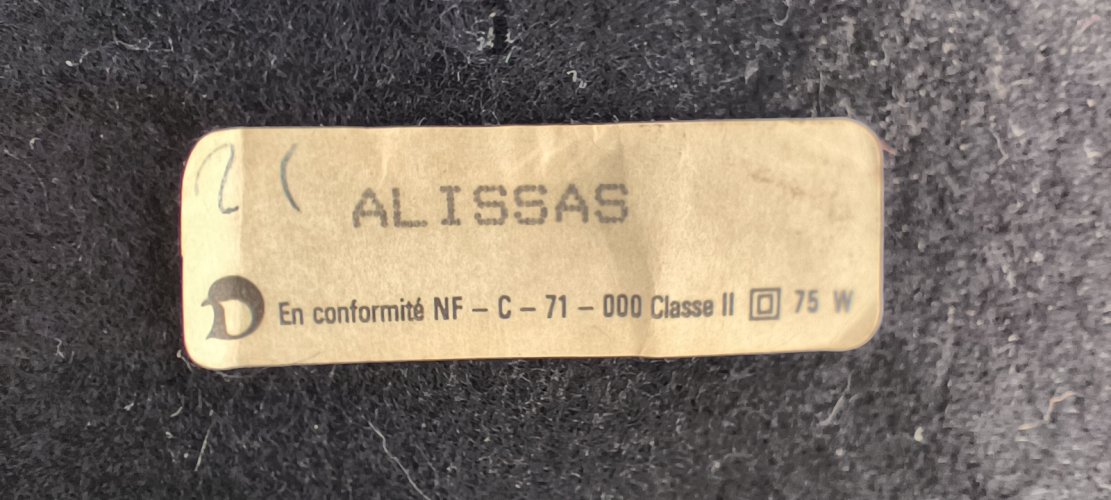 ALISSAS
D En conformité NF – C – 71 – 000 Classe II 75 W